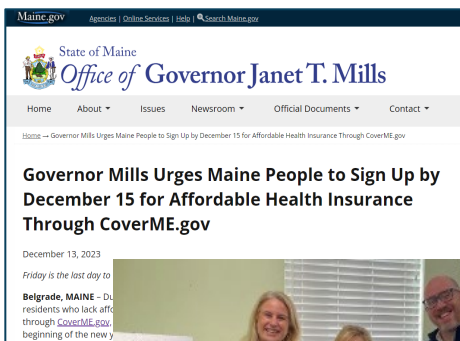 Maine.gov Agencies | Online Services | Help | Search Maine.gov
State of Maine
Office of Governor Janet T. Mills
Home About Issues Newsroom Official Documents Contact
Home → Governor Mills Urges Maine People to Sign Up by December 15 for Affordable Health Insurance Through CoverME.gov
Governor Mills Urges Maine People to Sign Up by
December 15 for Affordable Health Insurance
Through CoverME.gov
December 13, 2023
Friday is the last day to
Belgrade, MAINE – Du
residents who lack affo
through CoverME.gov,
beginning of the new y